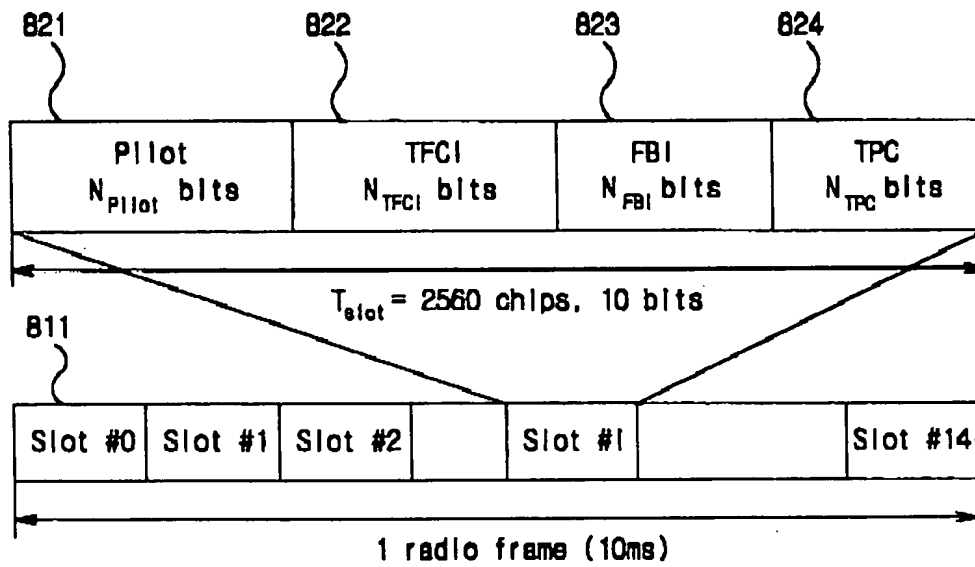 821
822
823
824
Pilot
N_Pilot bits
TFCI
N_TFCI bits
FBI
N_FBI bits
TPC
N_TPC bits
T_slot = 2560 chips, 10 bits
811
Slot #0
Slot #1
Slot #2
Slot #i
Slot #14
1 radio frame (10ms)